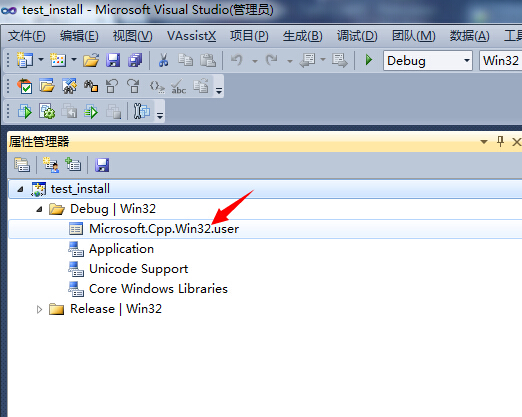 test_install - Microsoft Visual Studio(管理员)
文件(F) 编辑(E) 视图(V) VAssistX 项目(P) 生成(B) 调试(D) 团队(M) 数据(A) 工具
Debug Win32
abc
属性管理器
test_install
Debug | Win32
Microsoft.Cpp.Win32.user
Application
Unicode Support
Core Windows Libraries
Release | Win32